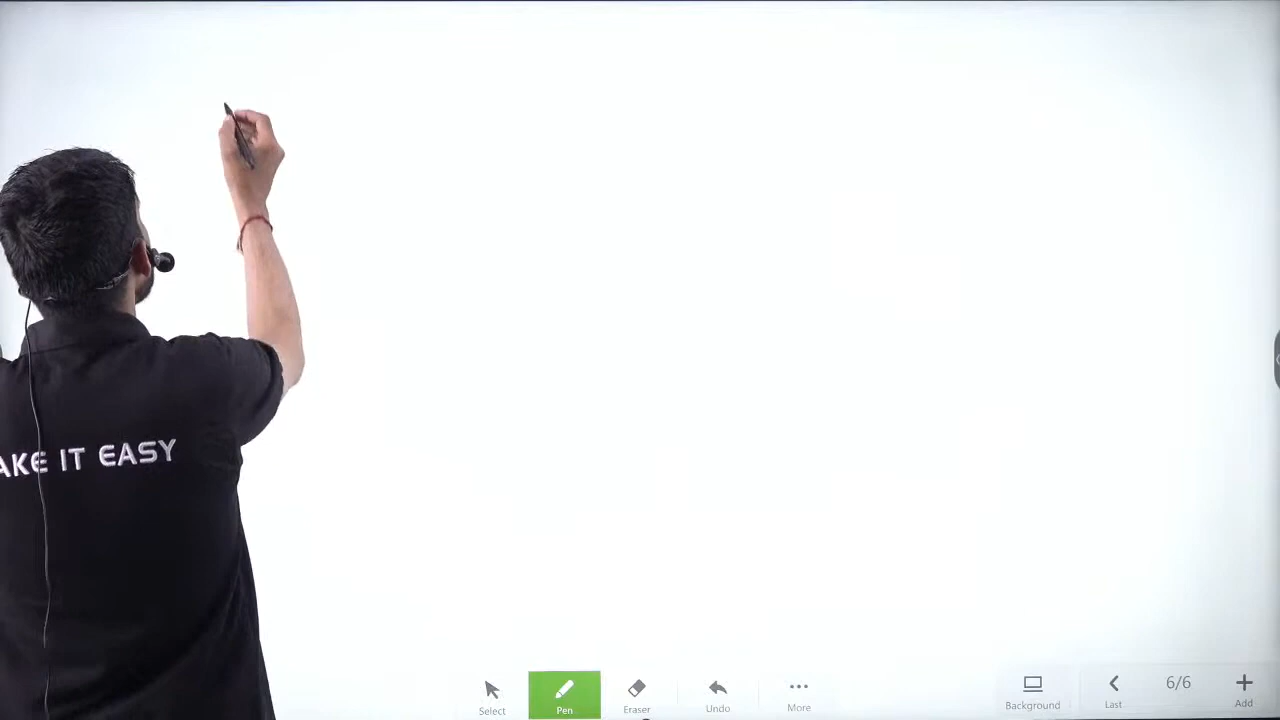 AKE IT EASY
Select
Pen
Eraser
Undo
More
Background
Last
6/6
Add